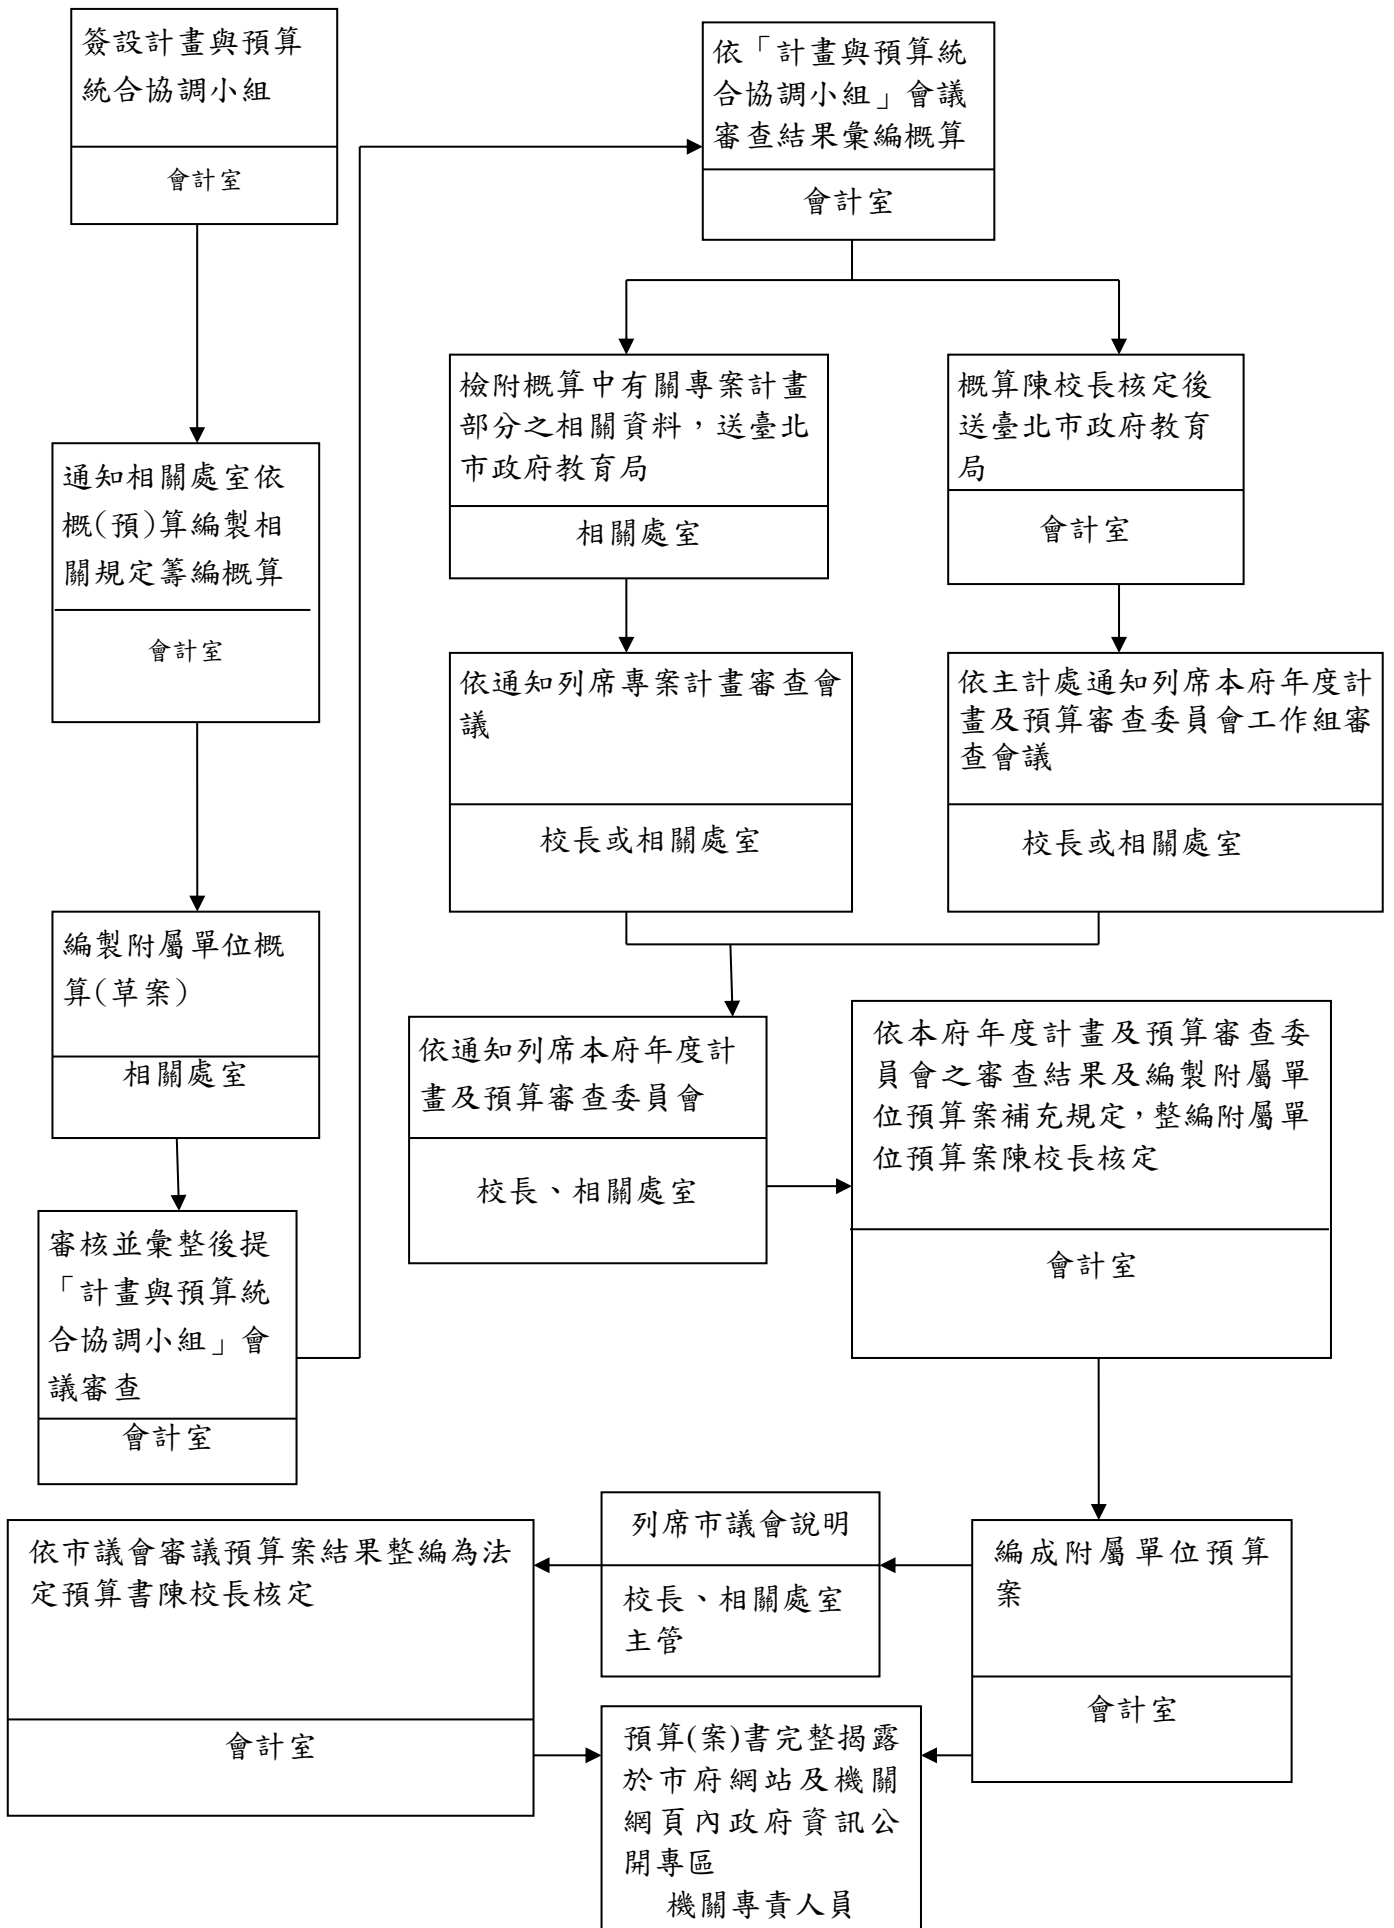 簽設計畫與預算
統合協調小組
會計室
通知相關處室依
概(預)算編製相
關規定籌編概算
會計室
編製附屬單位概
算(草案)
相關處室
審核並彙整後提
「計畫與預算統
合協調小組」會
議審查
會計室
依「計畫與預算統
合協調小組」會議
審查結果彙編概算
會計室
檢附概算中有關專案計畫
部分之相關資料，送臺北
市政府教育局
相關處室
概算陳校長核定後
送臺北市政府教育
局
會計室
依通知列席專案計畫審查會
議
校長或相關處室
依主計處通知列席本府年度計
畫及預算審查委員會工作組審
查會議
校長或相關處室
依通知列席本府年度計
畫及預算審查委員會
校長、相關處室
依本府年度計畫及預算審查委
員會之審查結果及編製附屬單
位預算案補充規定，整編附屬單
位預算案陳校長核定
會計室
編成附屬單位預算
案
會計室
列席市議會說明
校長、相關處室
主管
依市議會審議預算案結果整編為法
定預算書陳校長核定
會計室
預算(案)書完整揭露
於市府網站及機關
網頁內政府資訊公
開專區
機關專責人員